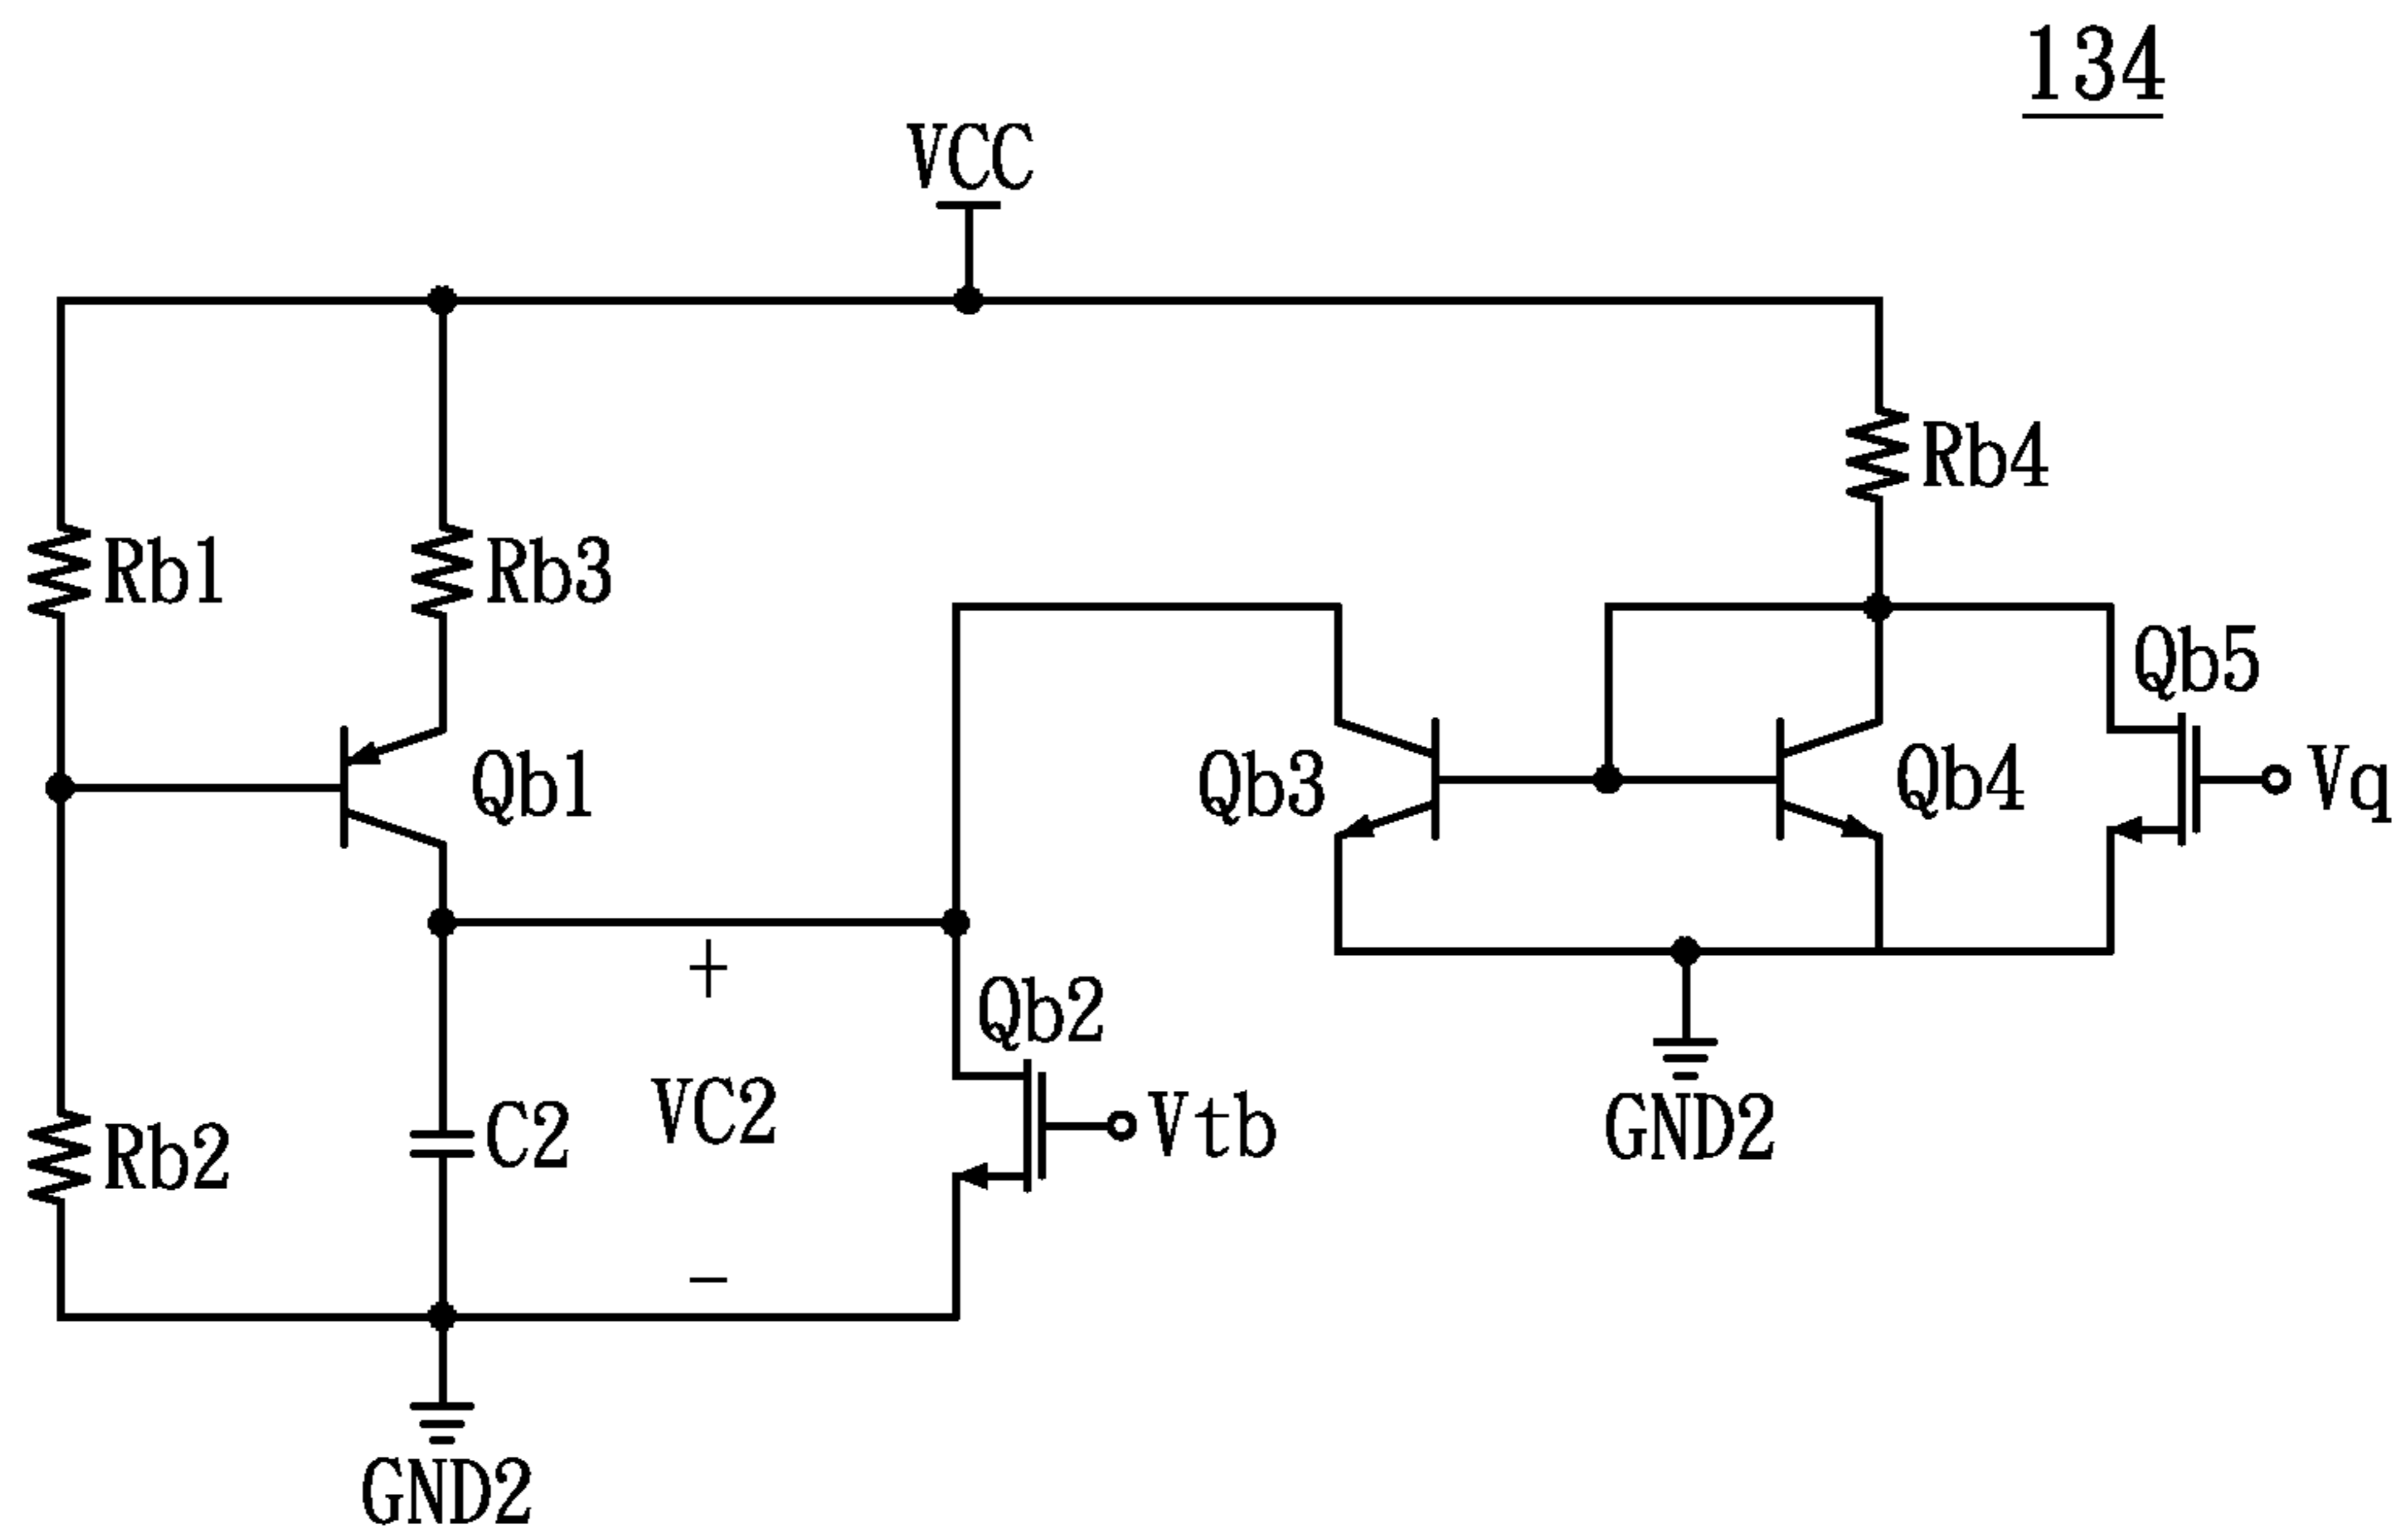 134
VCC
Rb4
Rb1
Rb3
Qb5
Qb1
Qb3
Qb4
Vq
Qb2
C2
VC2
+
-
Vtb
Rb2
GND2
GND2